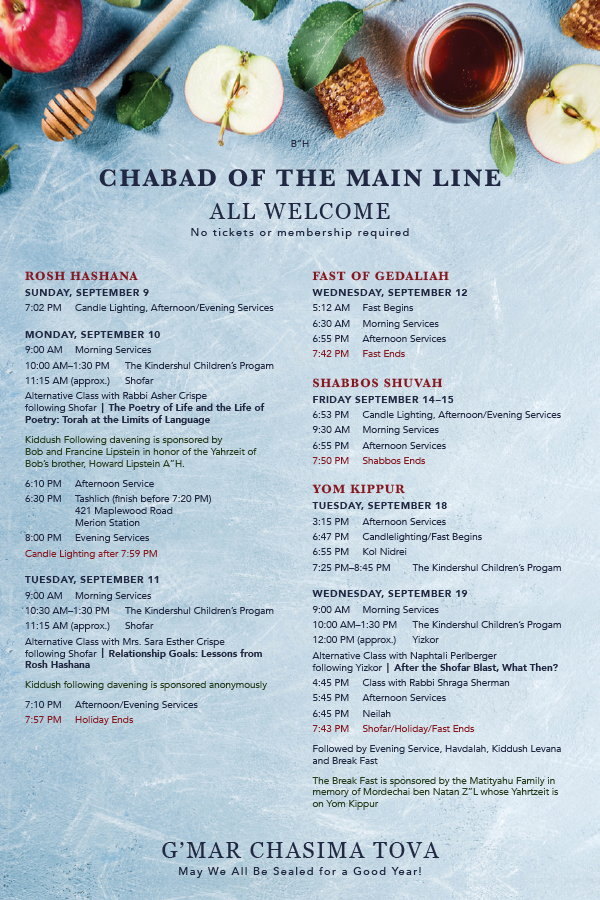 B"H
CHABAD OF THE MAIN LINE
ALL WELCOME
No tickets or membership required
ROSH HASHANA
SUNDAY, SEPTEMBER 9
7:02 PM Candle Lighting, Afternoon/Evening Services
MONDAY, SEPTEMBER 10
9:00 AM Morning Services
10:00 AM–1:30 PM The Kindershul Children's Progam
11:15 AM (approx.) Shofar
Alternative Class with Rabbi Asher Crispe
following Shofar | The Poetry of Life and the Life of
Poetry: Torah at the Limits of Language
Kiddush Following davening is sponsored by
Bob and Francine Lipstein in honor of the Yahrzeit of
Bob's brother, Howard Lipstein A"H.
6:10 PM Afternoon Service
6:30 PM Tashlich (finish before 7:20 PM)
421 Maplewood Road
Merion Station
8:00 PM Evening Services
Candle Lighting after 7:59 PM
TUESDAY, SEPTEMBER 11
9:00 AM Morning Services
10:30 AM–1:30 PM The Kindershul Children's Progam
11:15 AM (approx.) Shofar
Alternative Class with Mrs. Sara Esther Crispe
following Shofar | Relationship Goals: Lessons from
Rosh Hashana
Kiddush following davening is sponsored anonymously
7:10 PM Afternoon/Evening Services
7:57 PM Holiday Ends
FAST OF GEDALIAH
WEDNESDAY, SEPTEMBER 12
5:12 AM Fast Begins
6:30 AM Morning Services
6:55 PM Afternoon Services
7:42 PM Fast Ends
SHABBOS SHUVAH
FRIDAY SEPTEMBER 14–15
6:53 PM Candle Lighting, Afternoon/Evening Services
9:30 AM Morning Services
6:55 PM Afternoon Services
7:50 PM Shabbos Ends
YOM KIPPUR
TUESDAY, SEPTEMBER 18
3:15 PM Afternoon Services
6:47 PM Candlelighting/Fast Begins
6:55 PM Kol Nidrei
7:25 PM–8:45 PM The Kindershul Children's Progam
WEDNESDAY, SEPTEMBER 19
9:00 AM Morning Services
10:00 AM–1:30 PM The Kindershul Children's Progam
12:00 PM (approx.) Yizkor
Alternative Class with Naphtali Perlberger
following Yizkor | After the Shofar Blast, What Then?
4:45 PM Class with Rabbi Shraga Sherman
5:45 PM Afternoon Services
6:45 PM Neilah
7:43 PM Shofar/Holiday/Fast Ends
Followed by Evening Service, Havdalah, Kiddush Levana
and Break Fast
The Break Fast is sponsored by the Matityahu Family in
memory of Mordechai ben Natan Z"L whose Yahrtzeit is
on Yom Kippur
G'MAR CHASIMA TOVA
May We All Be Sealed for a Good Year!